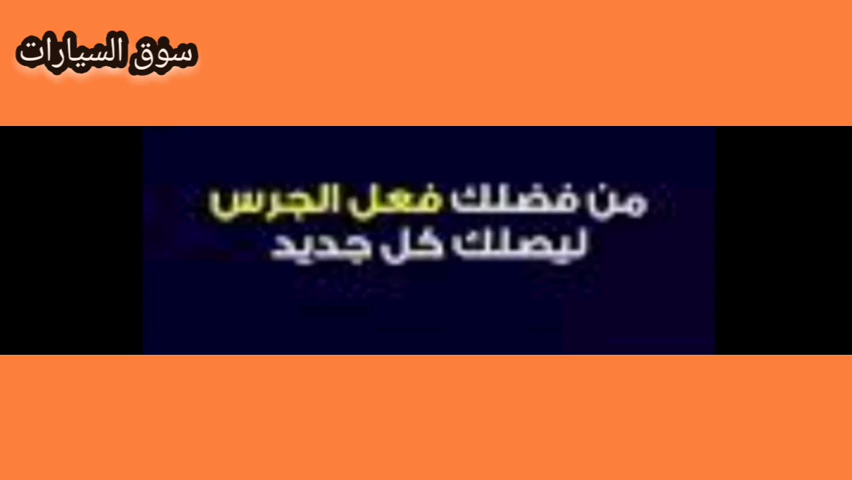 سوق السيارات
من فضلك فعل الجرس
ليصلك كل جديد